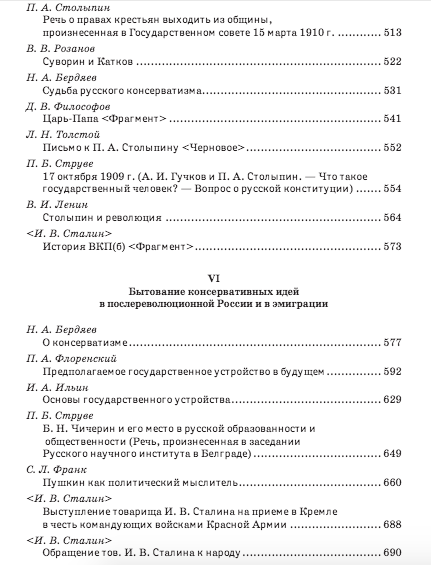 П. А. Столыпин
Речь о правах крестьян выходить из общины,
произнесенная в Государственном совете 15 марта 1910 г. ............ 513
В. В. Розанов
Суворин и Катков ........................................................ 522
Н. А. Бердяев
Судьба русского консерватизма........................................ 531
Д. В. Философов
Царь-Папа <Фрагмент> ................................................ 541
Л. Н. Толстой
Письмо к П. А. Столыпину <Черновое>............................ 552
П. Б. Струве
17 октября 1909 г. (А. И. Гучков и П. А. Столыпин. — Что такое
государственный человек? — Вопрос о русской конституции) ....... 554
В. И. Ленин
Столыпин и революция ................................................ 564
<И. В. Сталин>
История ВКП(б) <Фрагмент>.......................................... 573
VI
Бытование консервативных идей
в послереволюционной России и в эмиграции
Н. А. Бердяев
О консерватизме.......................................................... 577
П. А. Флоренский
Предполагаемое государственное устройство в будущем ............... 592
И. А. Ильин
Основы государственного устройства.................................. 629
П. Б. Струве
Б. Н. Чичерин и его место в русской образованности и
общественности (Речь, произнесенная в заседании
Русского научного института в Белграде)............................. 649
С. Л. Франк
Пушкин как политический мыслитель................................ 660
<И. В. Сталин>
Выступление товарища И. В. Сталина на приеме в Кремле
в честь командующих войсками Красной Армии ..................... 688
<И. В. Сталин>
Обращение тов. И. В. Сталина к народу............................... 690